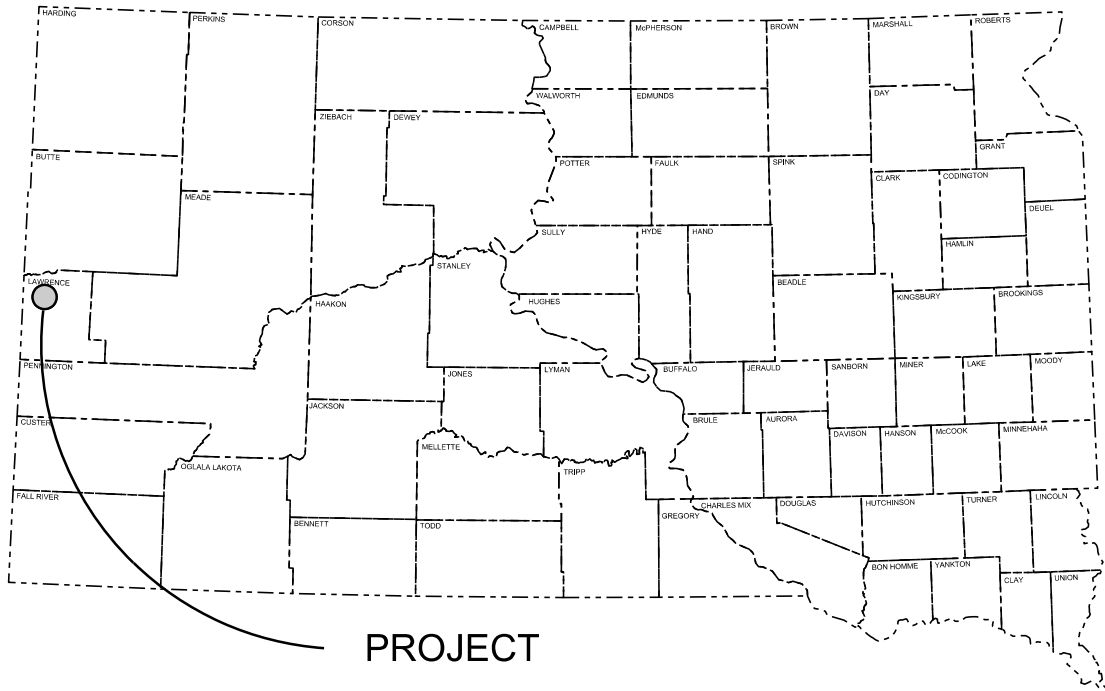 HARDING
PERKINS
CORSON
CAMPBELL
McPHERSON
BROWN
MARSHALL
ROBERTS
WALWORTH
EDMUNDS
DAY
ZIEBACH
DEWEY
GRANT
BUTTE
POTTER
FAULK
SPINK
CLARK
CODINGTON
MEADE
DEUEL
SULLY
HYDE
HAND
HAMLIN
STANLEY
LAWRENCE
BEADLE
HAAKON
HUGHES
KINGSBURY
BROOKINGS
PENNINGTON
JONES
LYMAN
BUFFALO
JERAULD
SANBORN
MINER
LAKE
MOODY
JACKSON
CUSTER
BRULE
AURORA
DAVISON
HANSON
McCOOK
MINNEHAHA
MELLETTE
OGLALA LAKOTA
TRIPP
FALL RIVER
CHARLES MIX
DOUGLAS
HUTCHINSON
TURNER
LINCOLN
GREGORY
BENNETT
TODD
BON HOMME
YANKTON
CLAY
UNION
PROJECT